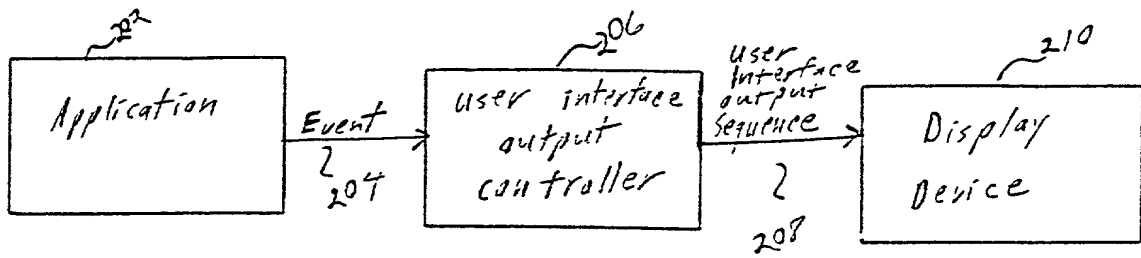 202
Application
Event
204
206
user interface
output
controller
User
Interface
output
Sequence
208
210
Display
Device